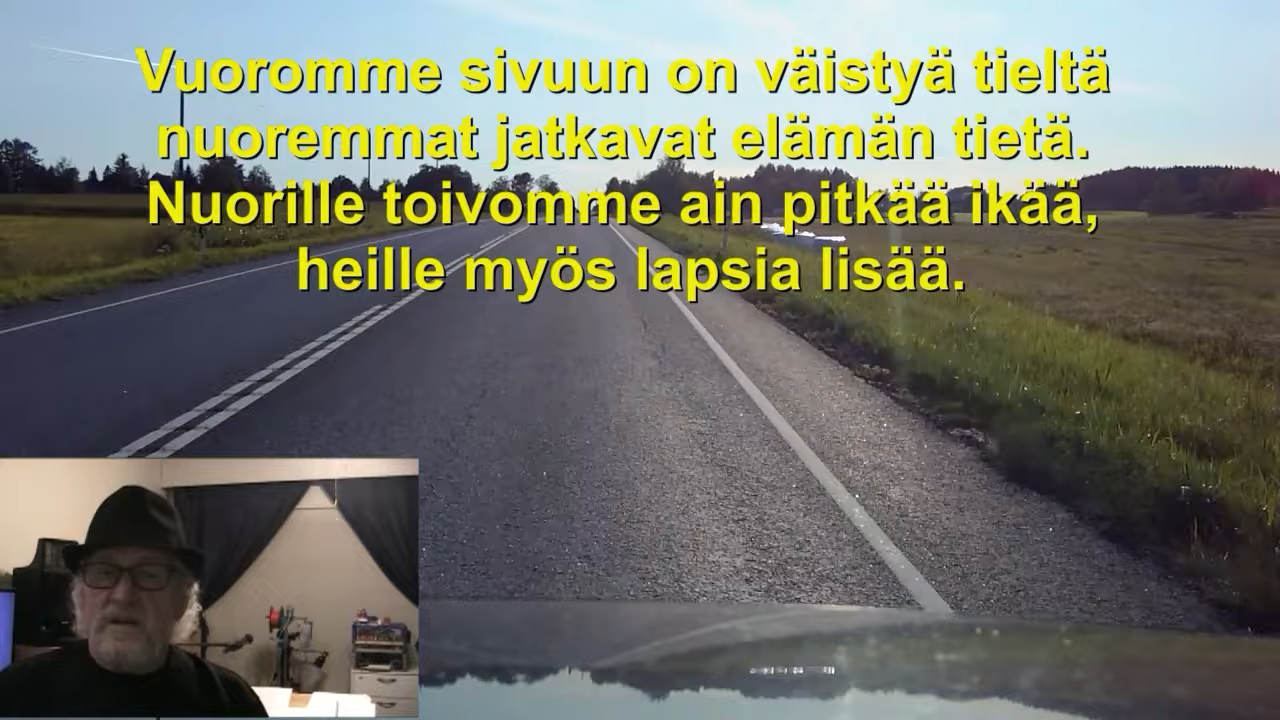 Vuoromme sivuun on väistyä tieltä
nuoremmat jatkavat elämän tietä.
Nuorille toivomme ain pitkää ikää,
heille myös lapsia lisää.